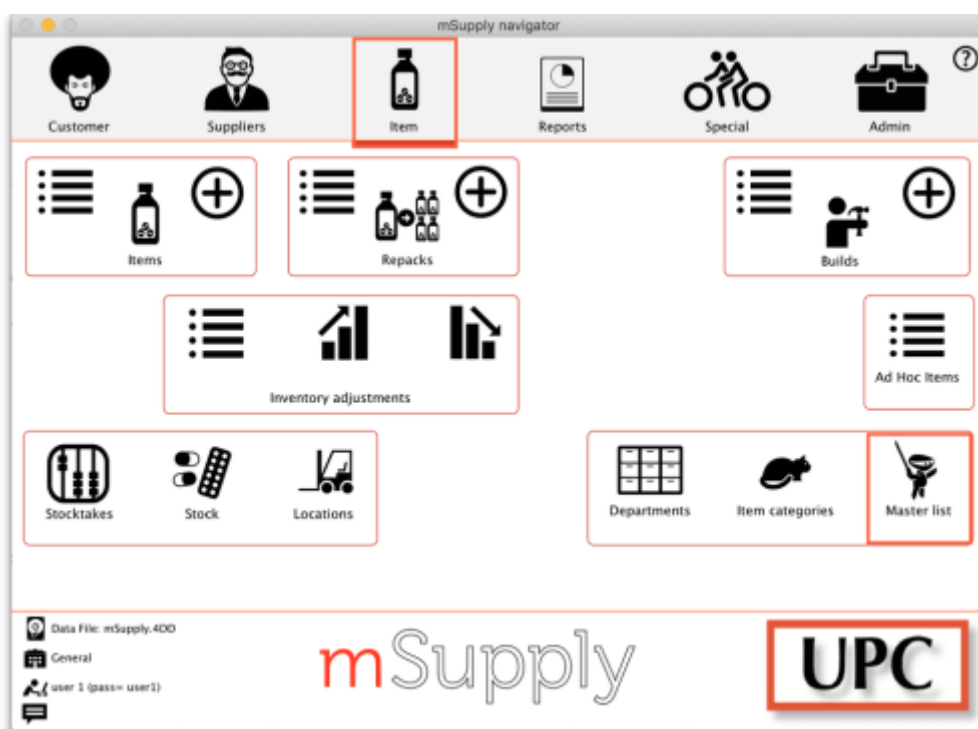 mSupply navigator
?
Customer
Suppliers
Item
Reports
Special
Admin
Items
Repacks
Builds
Inventory adjustments
Ad Hoc Items
Stocktakes
Stock
Locations
Departments
Item categories
Master list
Data File: mSupply.4DD
General
user 1 (pass= user1)
mSupply
UPC